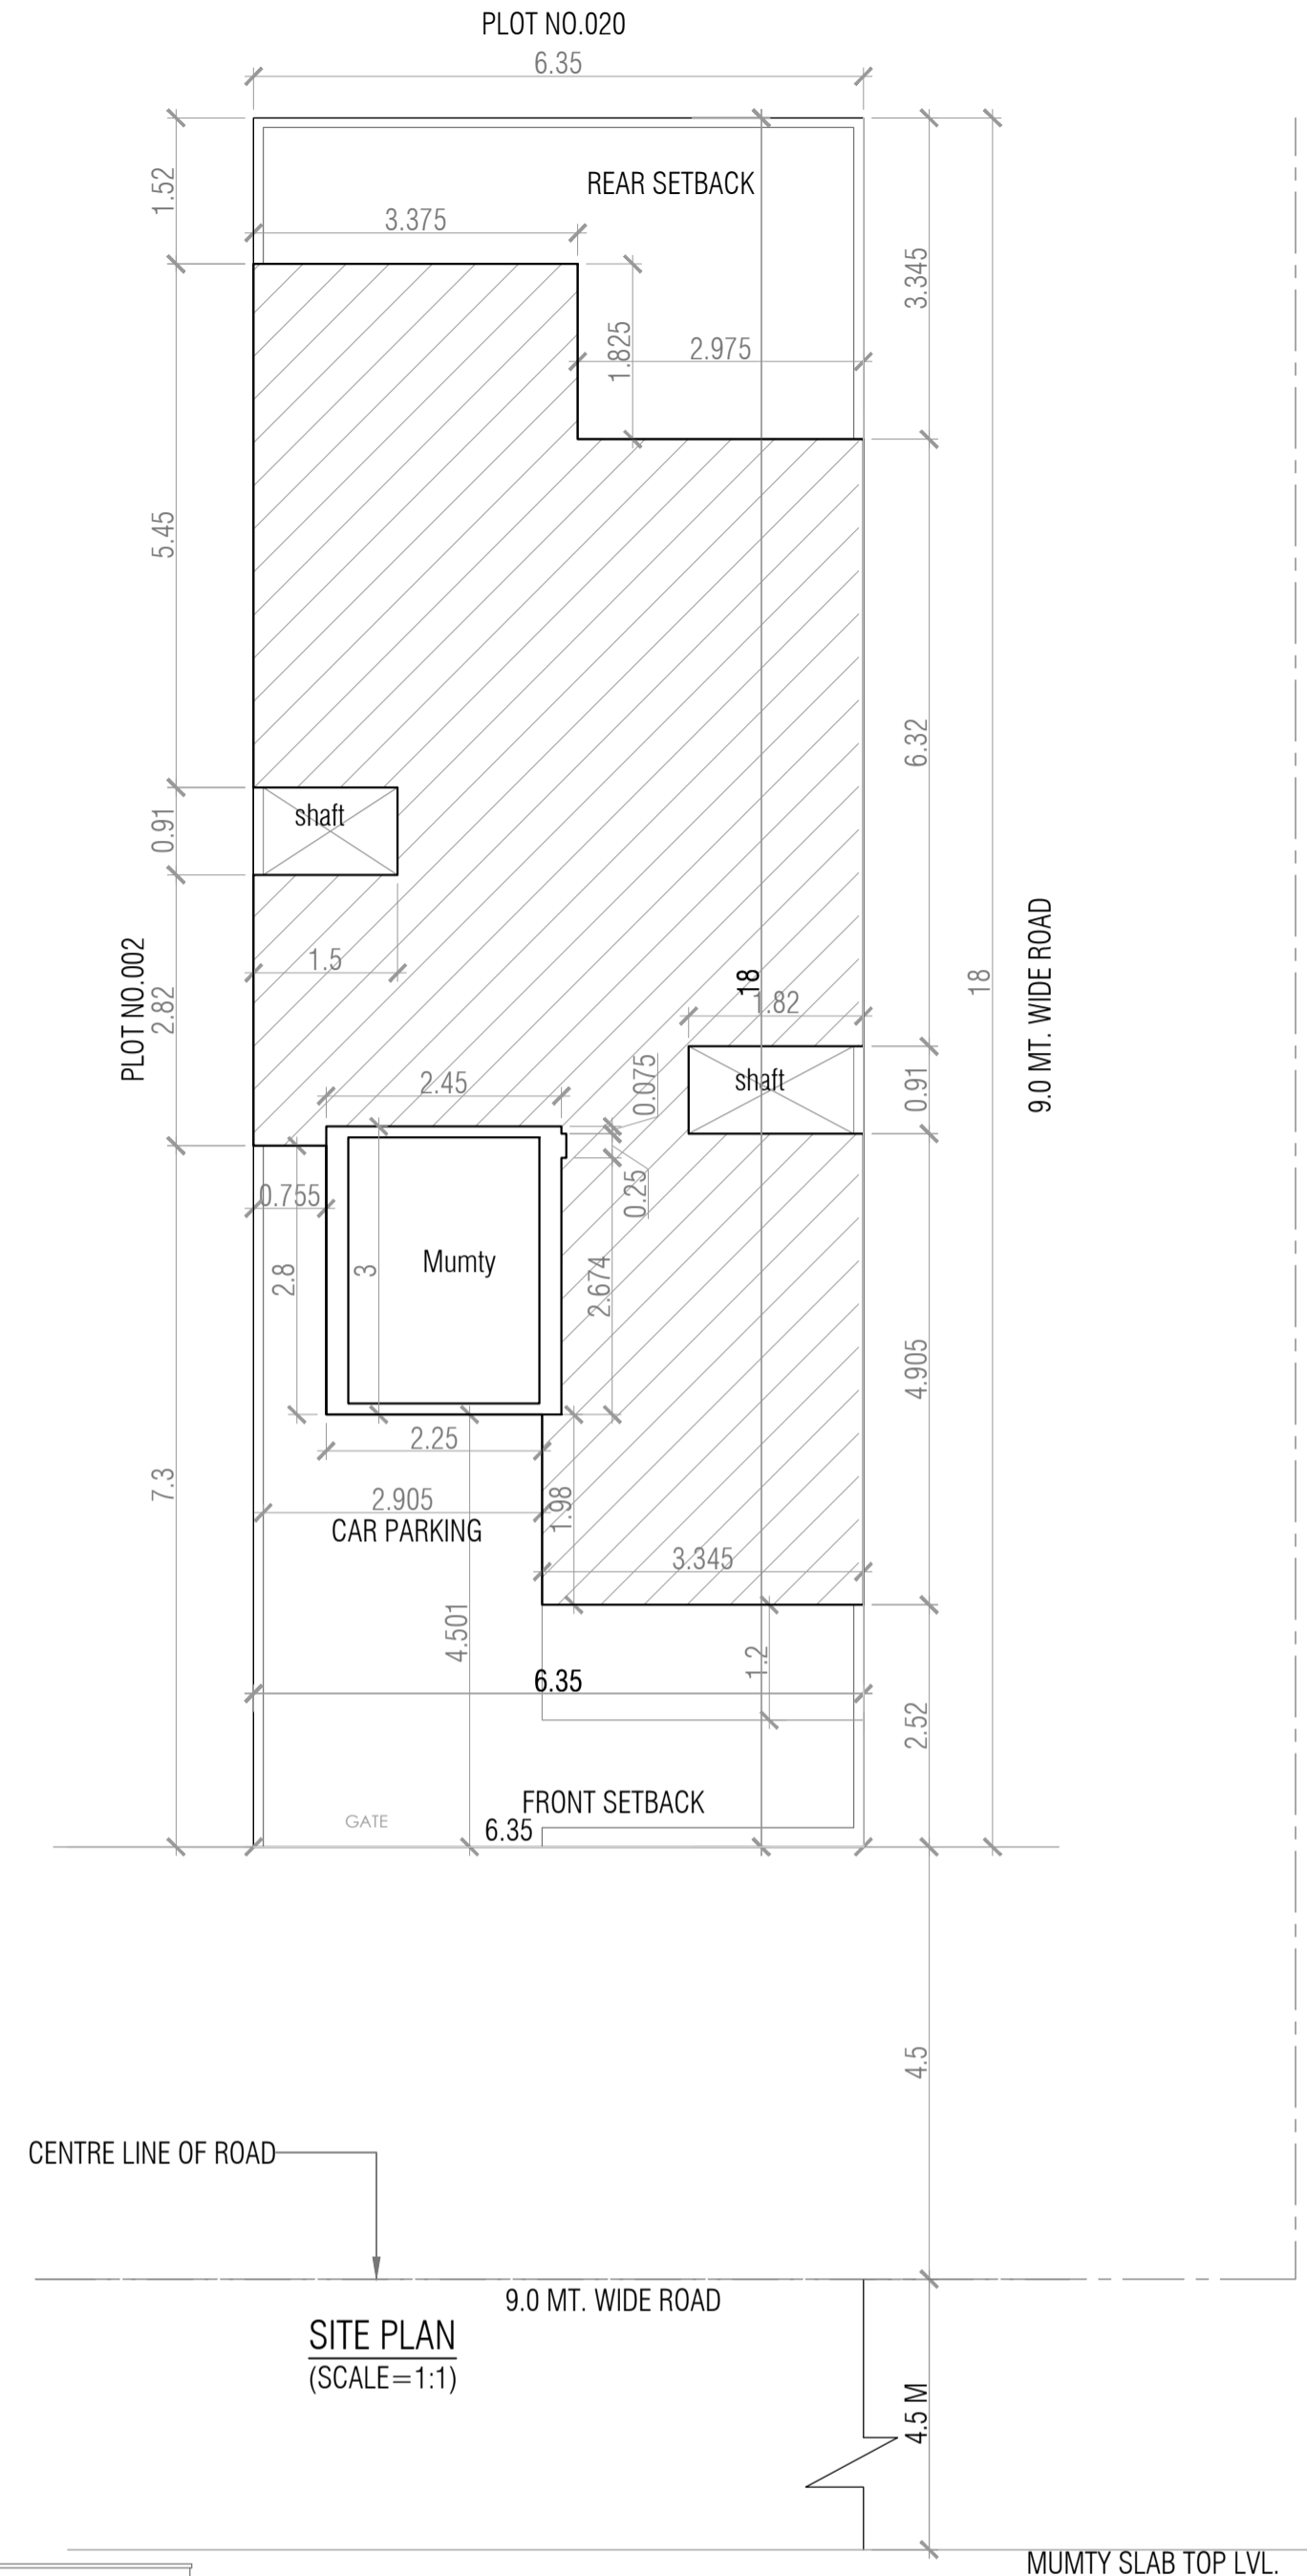 PLOT NO.020
6.35
REAR SETBACK
1.52
3.375
3.345
1.825
2.975
5.45
6.32
shaft
0.91
PLOT NO.002
9.0 MT. WIDE ROAD
1.5
18
18
1.82
2.82
0.075
2.45
shaft
0.91
0.25
0.755
Mumty
2.8
3
2.674
4.905
2.25
7.3
2.905
1.98
CAR PARKING
3.345
4.501
1.2
6.35
2.52
FRONT SETBACK
GATE
6.35
4.5
CENTRE LINE OF ROAD
9.0 MT. WIDE ROAD
SITE PLAN
(SCALE=1:1)
4.5 M
MUMTY SLAB TOP LVL.